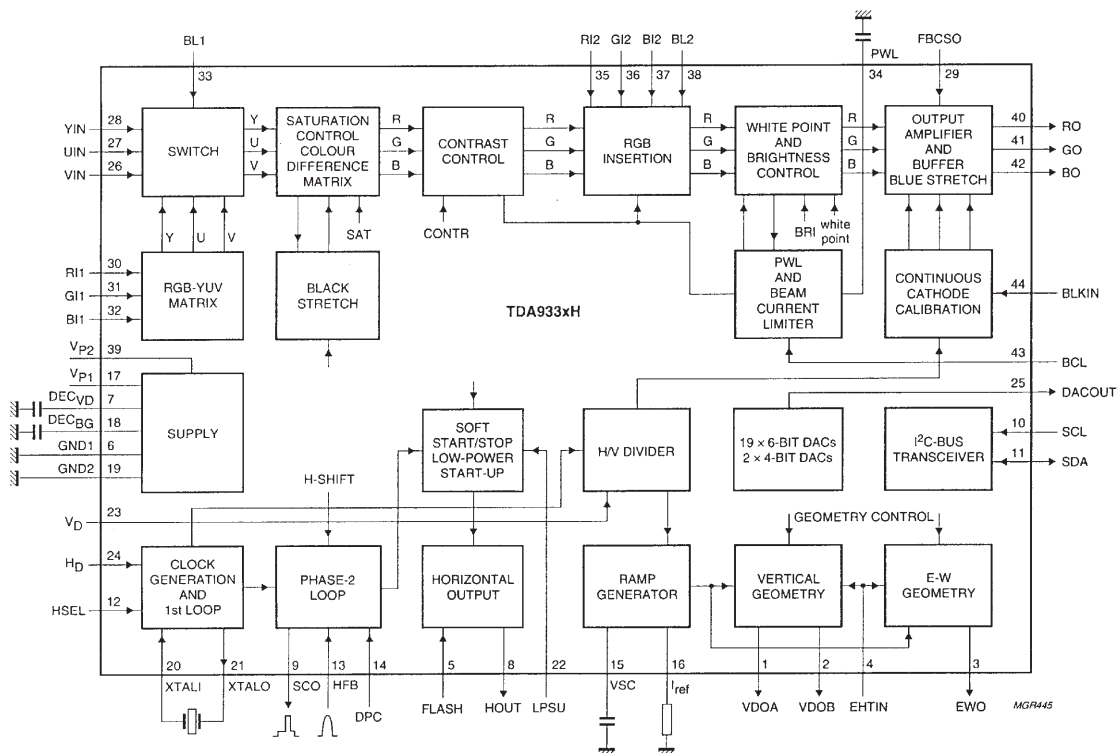 BL1
RI2 GI2 BI2 BL2
PWL
FBCSO
33
35 36 37 38
34
29
YIN 28
UIN 27
VIN 26
SWITCH
Y
U
V
SATURATION
CONTROL
COLOUR
DIFFERENCE
MATRIX
R
G
B
CONTRAST
CONTROL
R
G
B
RGB
INSERTION
R
G
B
WHITE POINT
AND
BRIGHTNESS
CONTROL
R
G
B
OUTPUT
AMPLIFIER
AND
BUFFER
BLUE STRETCH
40 RO
41 GO
42 BO
Y U V
SAT
CONTR
BRI
white
point
RI1 30
GI1 31
BI1 32
RGB-YUV
MATRIX
BLACK
STRETCH
TDA933xH
PWL
AND
BEAM
CURRENT
LIMITER
CONTINUOUS
CATHODE
CALIBRATION
44 BLKIN
43 BCL
25 DACOUT
VP2 39
VP1 17
DECVD 7
DECBG 18
GND1 6
GND2 19
SUPPLY
SOFT
START/STOP
LOW-POWER
START-UP
H/V DIVIDER
19 × 6-BIT DACs
2 × 4-BIT DACs
I2C-BUS
TRANSCEIVER
10 SCL
11 SDA
H-SHIFT
VD 23
GEOMETRY CONTROL
HD 24
HSEL 12
CLOCK
GENERATION
AND
1st LOOP
PHASE-2
LOOP
HORIZONTAL
OUTPUT
RAMP
GENERATOR
VERTICAL
GEOMETRY
E-W
GEOMETRY
20 21 9 13 14 5 8 22 15 16 1 2 4 3
XTALI XTALO SCO HFB DPC FLASH HOUT LPSU VSC Iref VDOA VDOB EHTIN EWO
MGR445